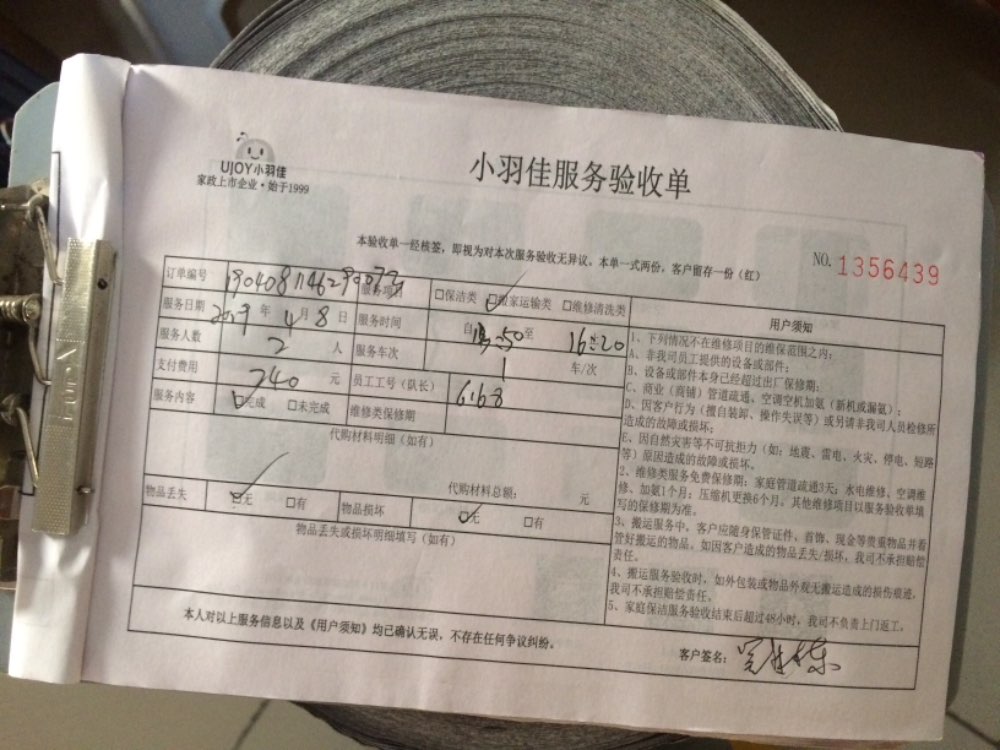 UJOY小羽佳
家政上市企业·始于1999
小羽佳服务验收单
本验收单一经核签，即视为对本次服务验收无异议。本单一式两份，客户留存一份（红）
NO. 1356439
订单编号 服务项目 □保洁类 □搬家运输类 □维修清洗类
服务日期 2019 年 4 月 8 日 服务时间 自 至 16:20
服务人数 2 人 服务车次 1 车/次
支付费用 740 元 员工工号（队长） 6168
服务内容 □完成 □未完成 维修类保修期
代购材料明细（如有）
代购材料总额： 元
物品丢失 □无 □有 物品损坏 □无 □有
物品丢失或损坏明细填写（如有）
用户须知
1、下列情况不在维修项目的维保范围之内：
A、非我司员工提供的设备或部件；
B、设备或部件本身已经超过出厂保修期；
C、商业（商铺）管道疏通、空调空机加氨（新机或漏氨）；
D、因客户行为（擅自装卸、操作失误等）或另请非我司人员检修所
造成的故障或损坏；
E、因自然灾害等不可抗拒力（如：地震、雷电、火灾、停电、短路
等）原因造成的故障或损坏。
2、维修类服务免费保修期：家庭管道疏通3天；水电维修、空调维
修、加氨1个月；压缩机更换6个月。其他维修项目以服务验收单填
写的保修期为准。
3、搬运服务中，客户应随身保管证件、首饰、现金等贵重物品并看
管好搬运的物品。如因客户造成的物品丢失/损坏，我司不承担赔偿
责任。
4、搬运服务验收时，如外包装或物品外观无搬运造成的损伤痕迹，
我司不承担赔偿责任。
5、家庭保洁服务验收结束后超过48小时，我司不负责上门返工。
本人对以上服务信息以及《用户须知》均已确认无误，不存在任何争议纠纷。
客户签名：